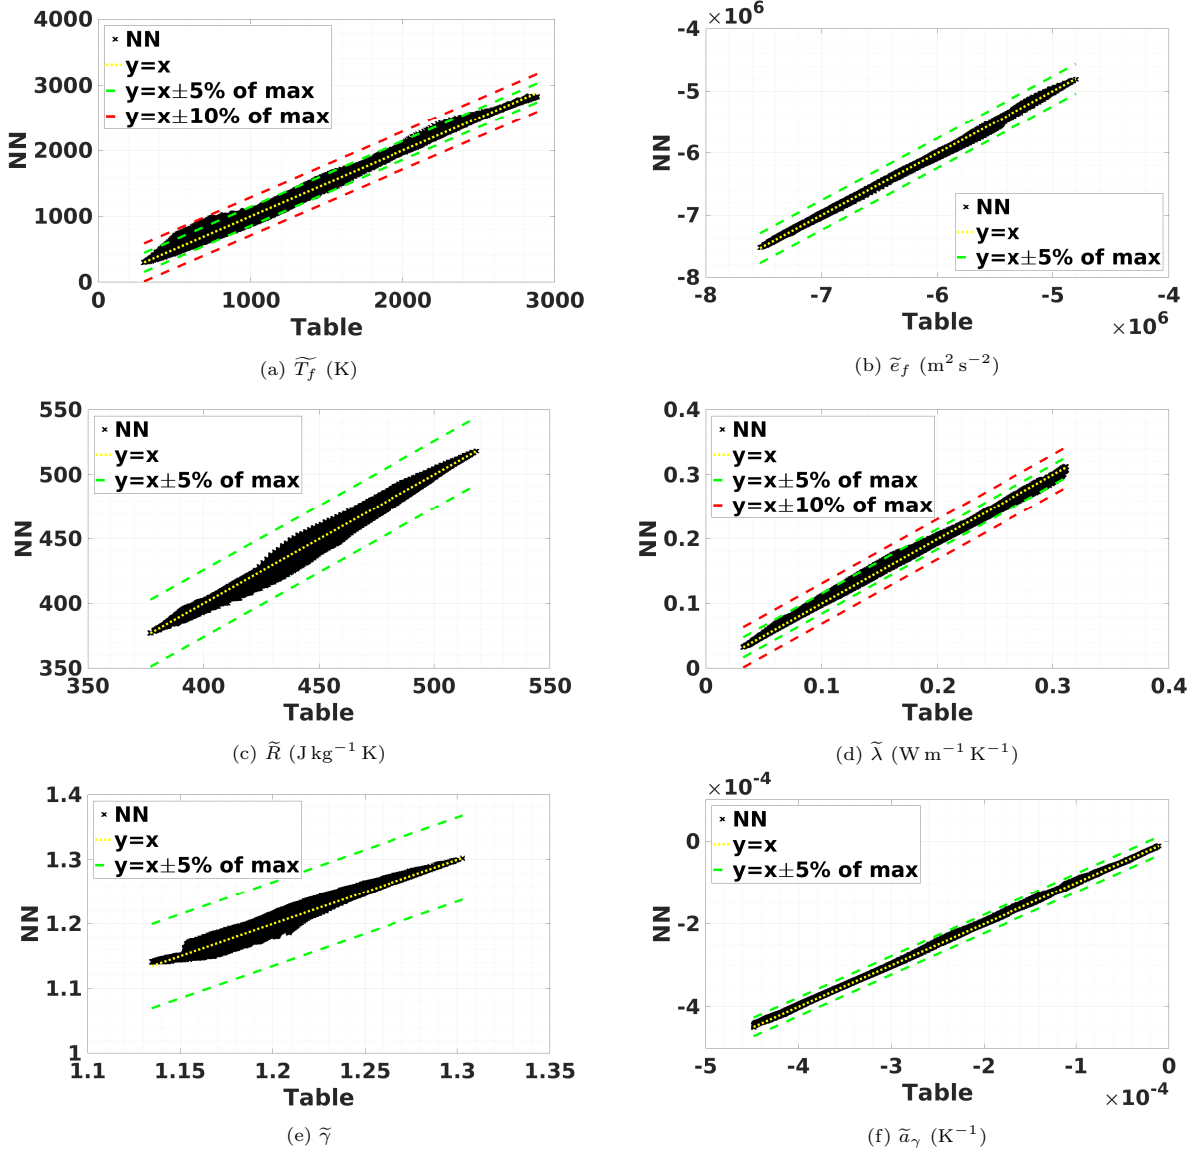 4000
3000
2000
1000
0
NN
NN
y=x
y=x±5% of max
y=x±10% of max
0 1000 2000 3000
Table
(a) T̃_f (K)
×10⁶
-4
-5
-6
-7
-8
NN
NN
y=x
y=x±5% of max
-8 -7 -6 -5 -4
Table
×10⁶
(b) ẽ_f (m² s⁻²)
550
500
450
400
350
NN
NN
y=x
y=x±5% of max
350 400 450 500 550
Table
(c) R̃ (J kg⁻¹ K)
0.4
0.3
0.2
0.1
0
NN
NN
y=x
y=x±5% of max
y=x±10% of max
0 0.1 0.2 0.3 0.4
Table
(d) λ̃ (W m⁻¹ K⁻¹)
1.4
1.3
1.2
1.1
1
NN
NN
y=x
y=x±5% of max
1.1 1.15 1.2 1.25 1.3 1.35
Table
(e) γ̃
×10⁻⁴
0
-2
-4
NN
NN
y=x
y=x±5% of max
-5 -4 -3 -2 -1 0
Table
×10⁻⁴
(f) ã_γ (K⁻¹)